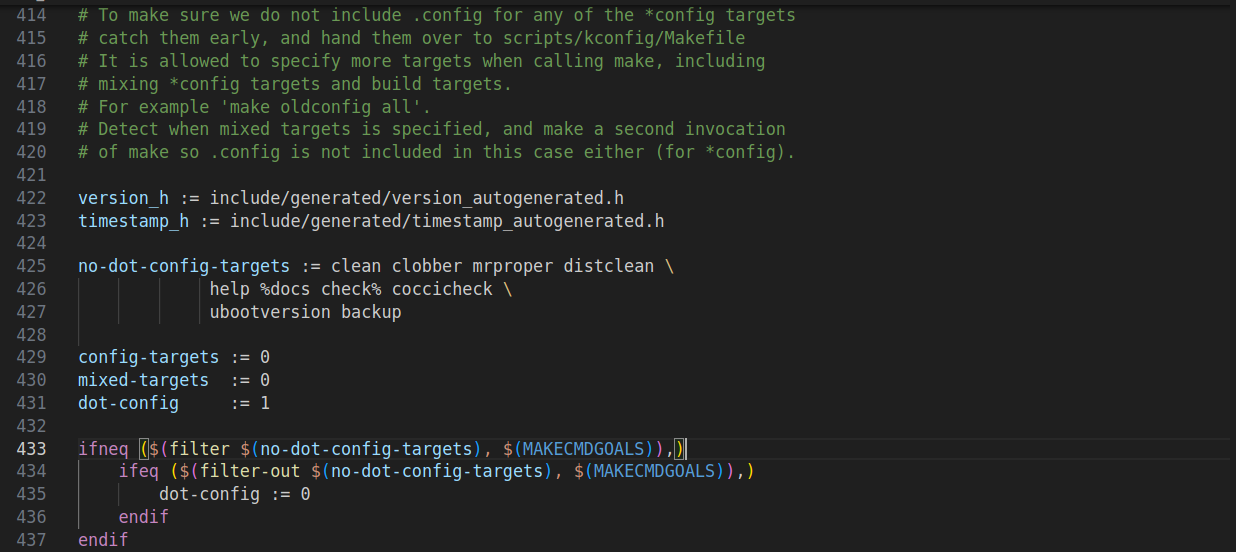 414 # To make sure we do not include .config for any of the *config targets
415 # catch them early, and hand them over to scripts/kconfig/Makefile
416 # It is allowed to specify more targets when calling make, including
417 # mixing *config targets and build targets.
418 # For example 'make oldconfig all'.
419 # Detect when mixed targets is specified, and make a second invocation
420 # of make so .config is not included in this case either (for *config).
421
422 version_h := include/generated/version_autogenerated.h
423 timestamp_h := include/generated/timestamp_autogenerated.h
424
425 no-dot-config-targets := clean clobber mrproper distclean \
426 help %docs check% coccicheck \
427 ubootversion backup
428
429 config-targets := 0
430 mixed-targets := 0
431 dot-config := 1
432
433 ifneq ($(filter $(no-dot-config-targets), $(MAKECMDGOALS)),)
434 ifeq ($(filter-out $(no-dot-config-targets), $(MAKECMDGOALS)),)
435 dot-config := 0
436 endif
437 endif